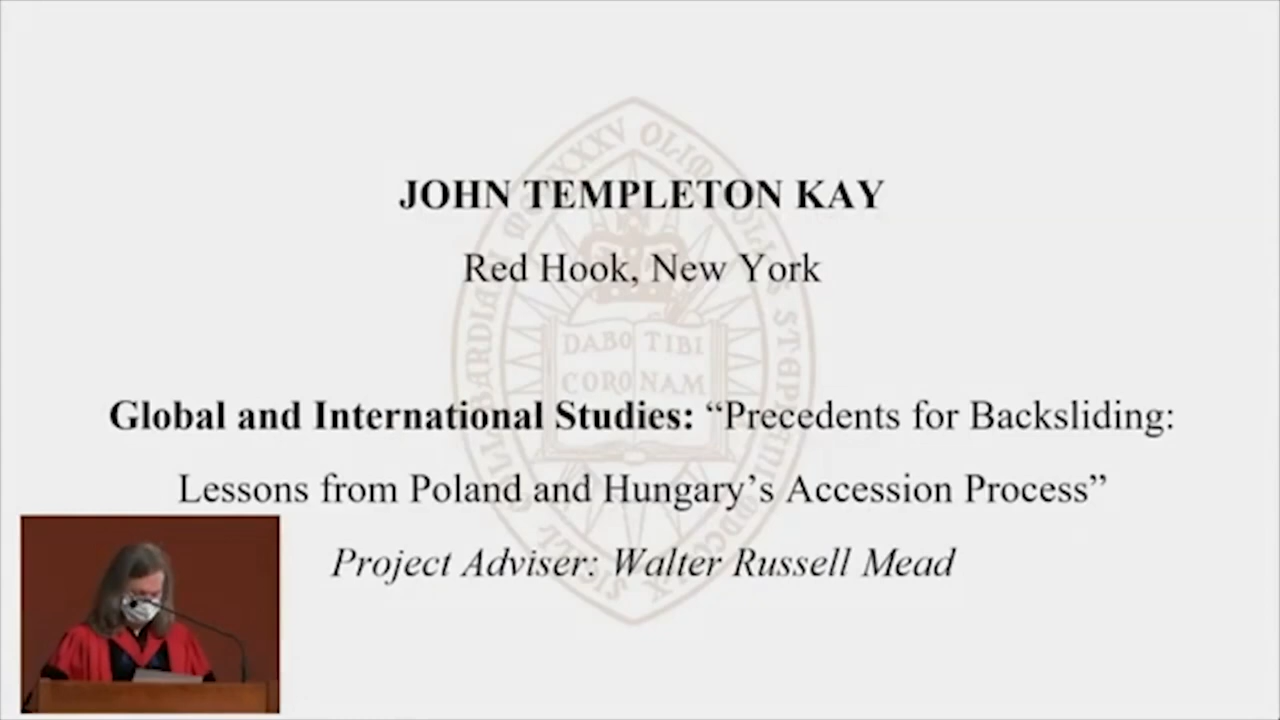 JOHN TEMPLETON KAY
Red Hook, New York
DABO TIBI
CORONAM
Global and International Studies: “Precedents for Backsliding:
Lessons from Poland and Hungary’s Accession Process”
Project Adviser: Walter Russell Mead